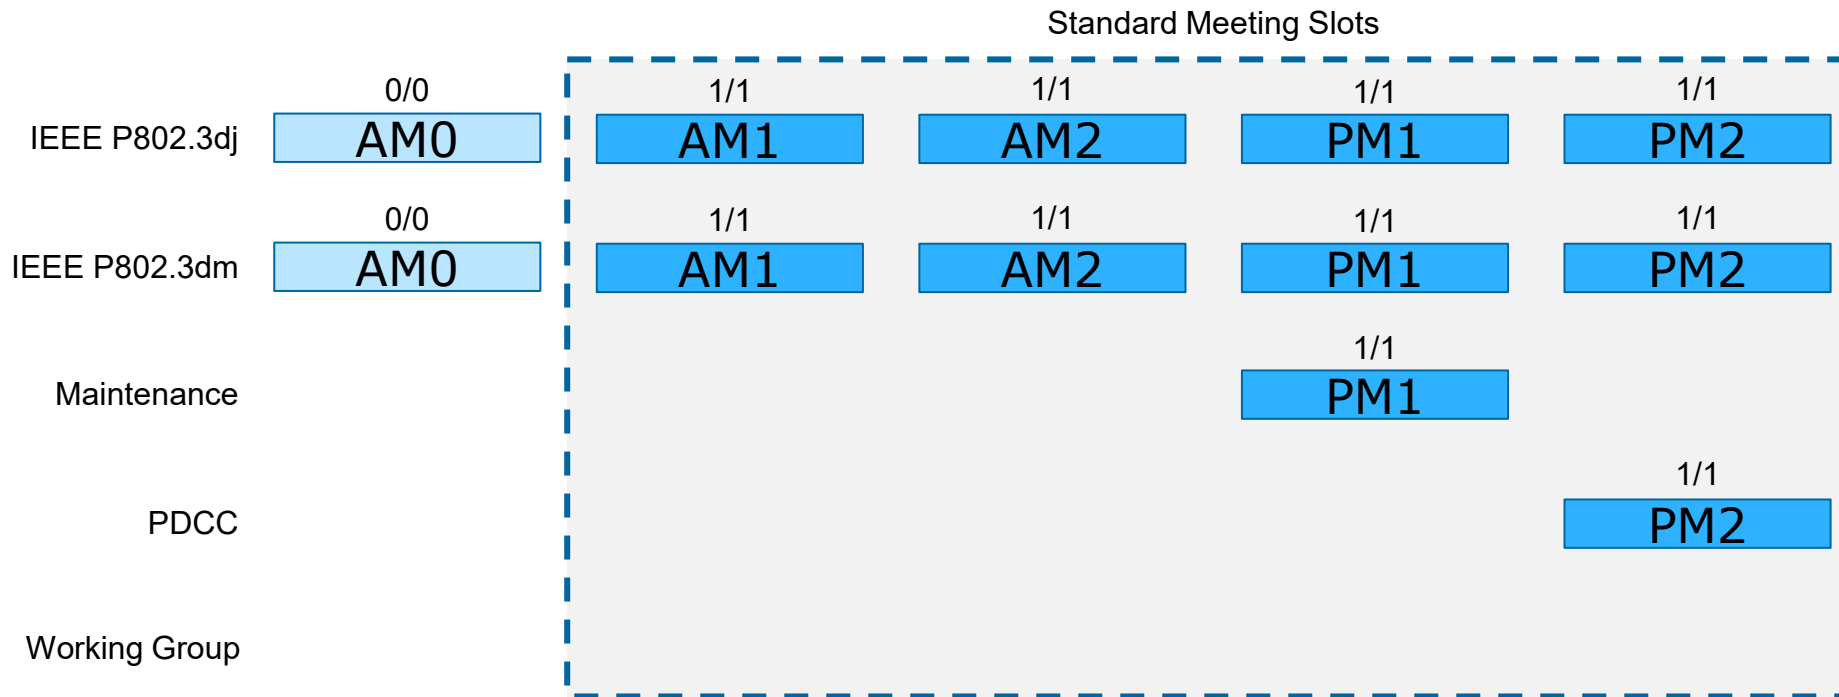 Standard Meeting Slots
0/0 1/1 1/1 1/1 1/1
IEEE P802.3dj AM0 AM1 AM2 PM1 PM2
0/0 1/1 1/1 1/1 1/1
IEEE P802.3dm AM0 AM1 AM2 PM1 PM2
1/1
Maintenance PM1
1/1
PDCC PM2
Working Group